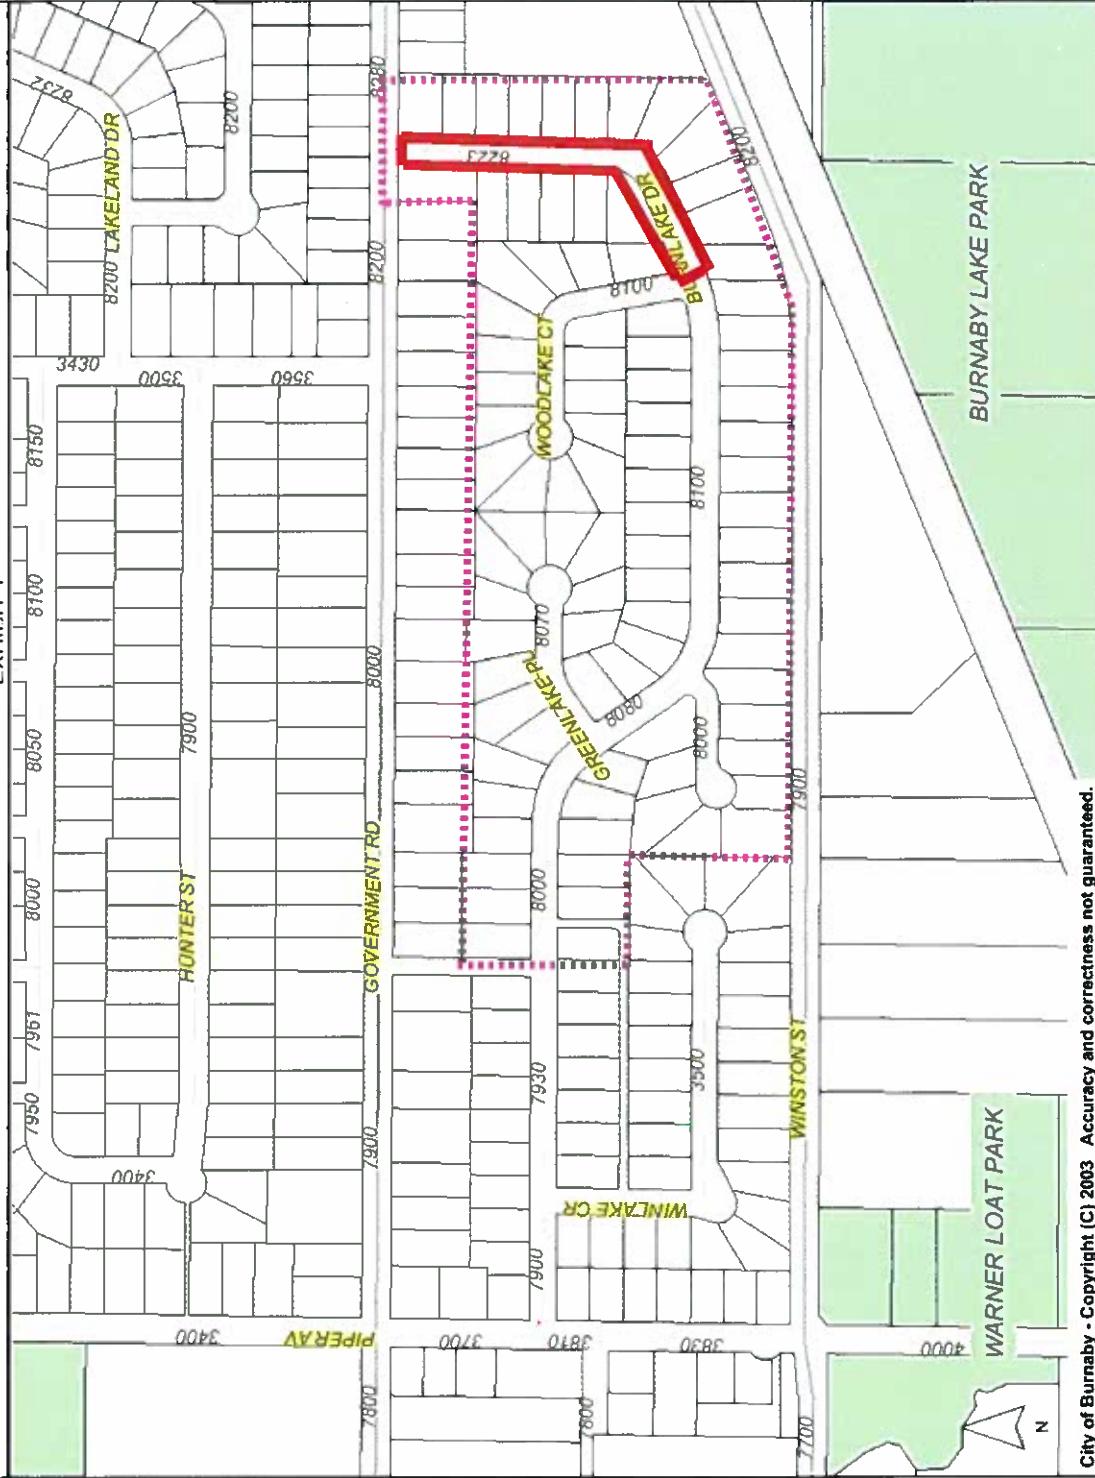 8232
LAKELAND DR
8200
8200
8280
8200
8223
8200
BURNLAKE DR
8100
WOODLAKE CT
BURNABY LAKE PARK
3430
3500
3560
8150
8100
8100
8070
GREENLAKE PL
8080
8050
7900
8000
8000
7900
8000
HUNTER ST
GOVERNMENT RD
8000
7961
7950
3400
7900
7930
3500
WINSTON ST
WINLAKE CR
7900
WARNER LOAT PARK
3400
PIPER AV
3700
3810
3830
4000
7800
7800
7700
N
City of Burnaby - Copyright (C) 2003 Accuracy and correctness not guaranteed.